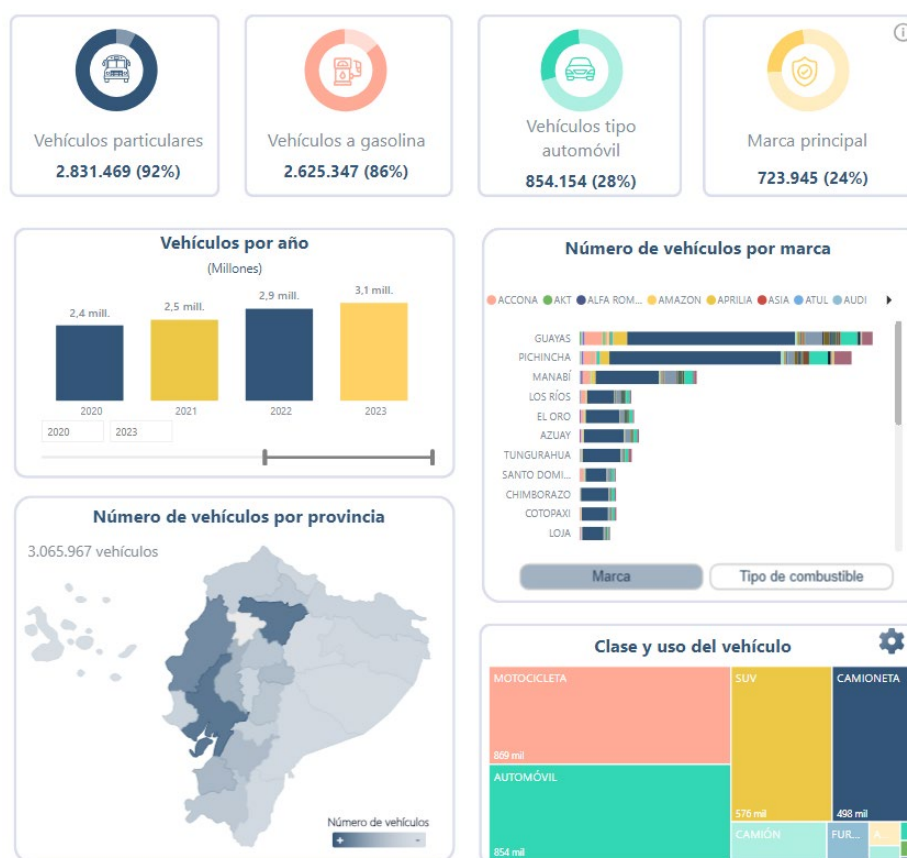 Vehículos particulares
2.831.469 (92%)
Vehículos a gasolina
2.625.347 (86%)
Vehículos tipo
automóvil
854.154 (28%)
Marca principal
723.945 (24%)
Vehículos por año
(Millones)
2,4 mill.
2,5 mill.
2,9 mill.
3,1 mill.
2020
2021
2022
2023
2020
2023
Número de vehículos por marca
ACCONA AKT ALFA ROM... AMAZON APRILIA ASIA ATUL AUDI
GUAYAS
PICHINCHA
MANABÍ
LOS RÍOS
EL ORO
AZUAY
TUNGURAHUA
SANTO DOMI...
CHIMBORAZO
COTOPAXI
LOJA
Marca
Tipo de combustible
Número de vehículos por provincia
3.065.967 vehículos
Número de vehículos
+ -
Clase y uso del vehículo
MOTOCICLETA
869 mil
AUTOMÓVIL
854 mil
SUV
576 mil
CAMIONETA
498 mil
CAMIÓN
FUR...
A...